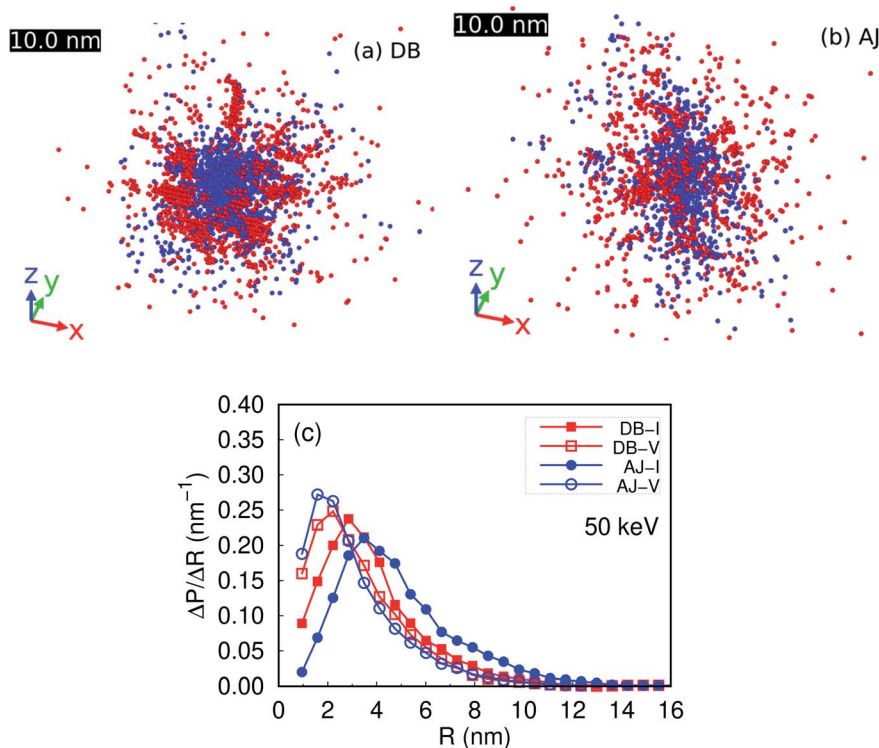 10.0 nm
(a) DB
z
y
x
10.0 nm
(b) AJ
z
y
x
(c)
DB−I
DB−V
AJ−I
AJ−V
50 keV
ΔP/ΔR (nm⁻¹)
0.40
0.35
0.30
0.25
0.20
0.15
0.10
0.05
0.00
0 2 4 6 8 10 12 14 16
R (nm)